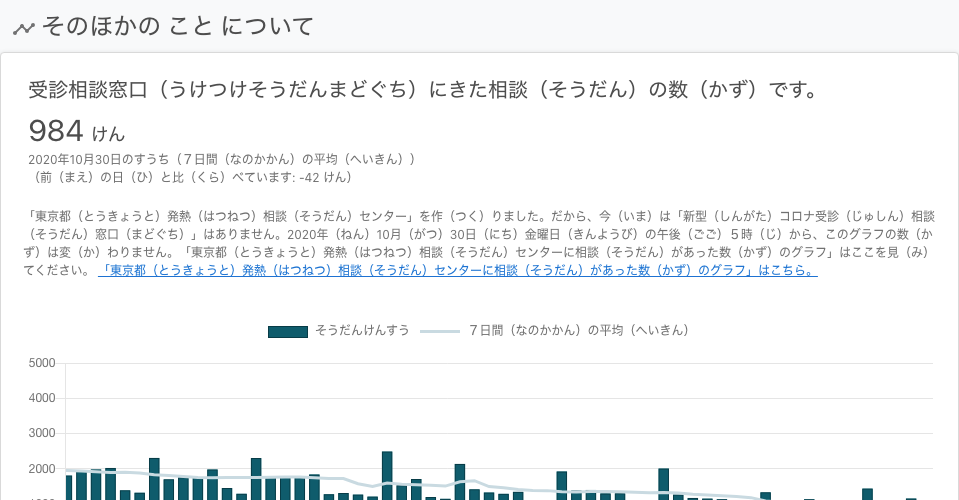 そのほかの こと について
受診相談窓口（うけつけそうだんまどぐち）にきた相談（そうだん）の数（かず）です。
984 けん
2020年10月30日のすうち（７日間（なのかかん）の平均（へいきん））
（前（まえ）の日（ひ）と比（くら）べています: -42 けん）
「東京都（とうきょうと）発熱（はつねつ）相談（そうだん）センター」を作（つく）りました。だから、今（いま）は「新型（しんがた）コロナ受診（じゅしん）相談
（そうだん）窓口（まどぐち）」はありません。2020年（ねん）10月（がつ）30日（にち）金曜日（きんようび）の午後（ごご）５時（じ）から、このグラフの数（か
ず）は変（か）わりません。「東京都（とうきょうと）発熱（はつねつ）相談（そうだん）センターに相談（そうだん）があった数（かず）のグラフ」はここを見（み）
てください。 「東京都（とうきょうと）発熱（はつねつ）相談（そうだん）センターに相談（そうだん）があった数（かず）のグラフ」はこちら。
そうだんけんすう ７日間（なのかかん）の平均（へいきん）
5000
4000
3000
2000